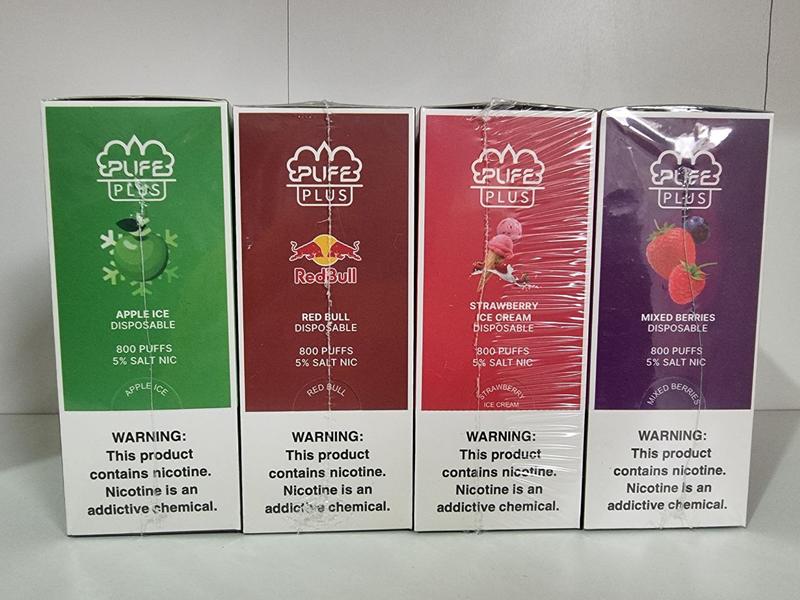 PUFF
PLUS
APPLE ICE
DISPOSABLE
800 PUFFS
5% SALT NIC
APPLE ICE
WARNING:
This product
contains nicotine.
Nicotine is an
addictive chemical.
PUFF
PLUS
RedBull
RED BULL
DISPOSABLE
800 PUFFS
5% SALT NIC
RED BULL
WARNING:
This product
contains nicotine.
Nicotine is an
addictive chemical.
PUFF
PLUS
STRAWBERRY
ICE CREAM
DISPOSABLE
800 PUFFS
5% SALT NIC
STRAWBERRY
ICE CREAM
WARNING:
This product
contains nicotine.
Nicotine is an
addictive chemical.
PUFF
PLUS
MIXED BERRIES
DISPOSABLE
800 PUFFS
5% SALT NIC
MIXED BERRIES
WARNING:
This product
contains nicotine.
Nicotine is an
addictive chemical.